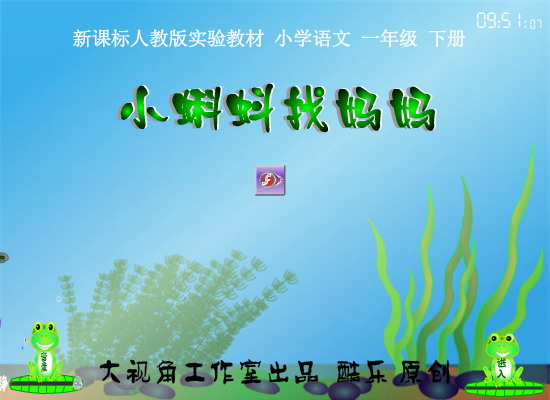 09:51:07
新课标人教版实验教材 小学语文 一年级 下册
小蝌蚪找妈妈
进入
大视角工作室出品 酷乐 原创